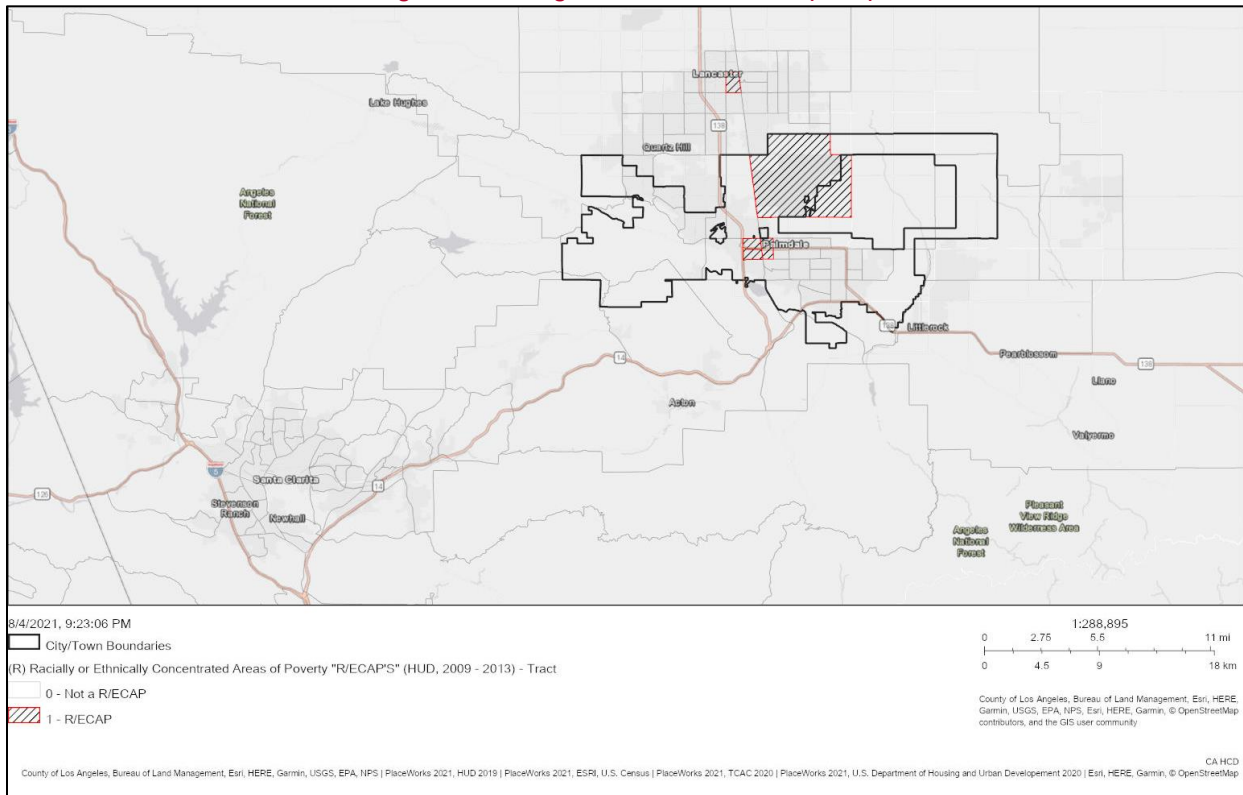 Lancaster
Lake Hughes
138
5
Quartz Hill
Angeles
National
Forest
Palmdale
138
Littlerock
Pearblossom
138
14
Llano
Acton
Valyermo
5
Santa Clarita
14
126
Stevenson
Ranch
Newhall
Pleasant
View Ridge
Wilderness Area
Angeles
National
Forest
8/4/2021, 9:23:06 PM
City/Town Boundaries
(R) Racially or Ethnically Concentrated Areas of Poverty "R/ECAP'S" (HUD, 2009 - 2013) - Tract
0 - Not a R/ECAP
1 - R/ECAP
1:288,895
0 2.75 5.5 11 mi
0 4.5 9 18 km
County of Los Angeles, Bureau of Land Management, Esri, HERE,
Garmin, USGS, EPA, NPS, Esri, HERE, Garmin, © OpenStreetMap
contributors, and the GIS user community
CA HCD
County of Los Angeles, Bureau of Land Management, Esri, HERE, Garmin, USGS, EPA, NPS | PlaceWorks 2021, HUD 2019 | PlaceWorks 2021, ESRI, U.S. Census | PlaceWorks 2021, TCAC 2020 | PlaceWorks 2021, U.S. Department of Housing and Urban Developement 2020 | Esri, HERE, Garmin, © OpenStreetMap